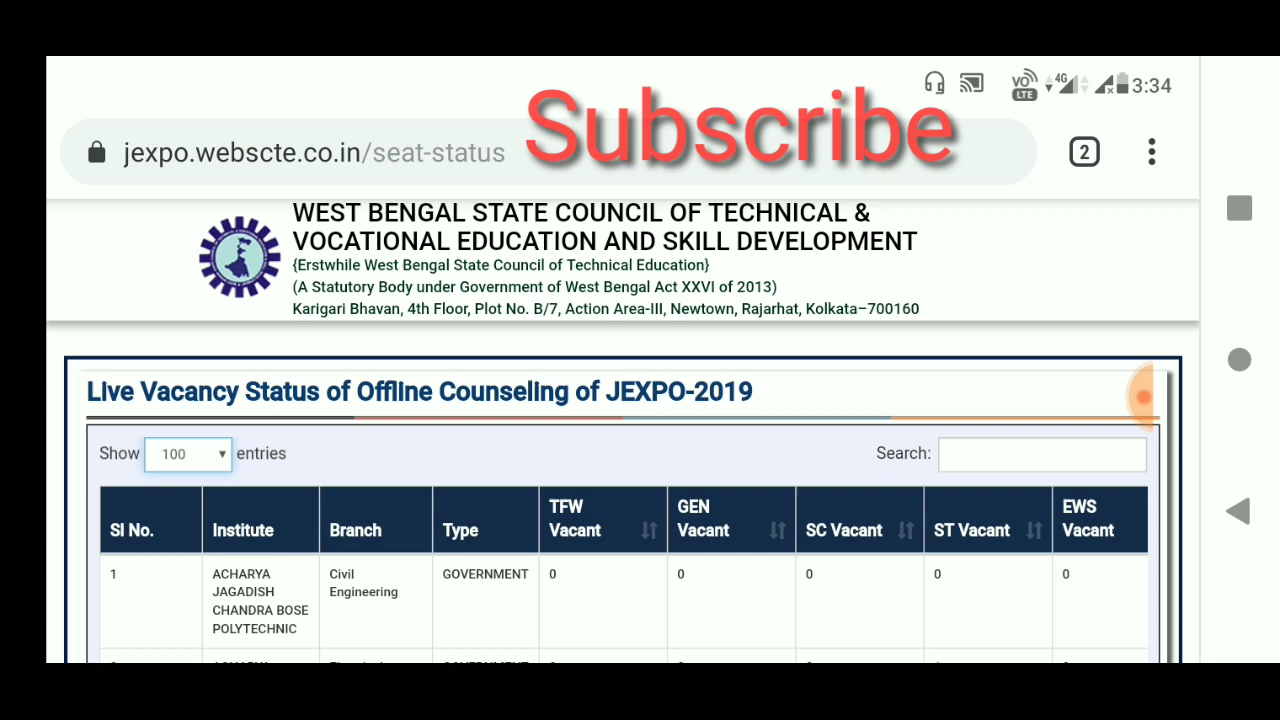 4G
VO
LTE
3:34
Subscribe
jexpo.webscte.co.in/seat-status
2
WEST BENGAL STATE COUNCIL OF TECHNICAL &
VOCATIONAL EDUCATION AND SKILL DEVELOPMENT
{Erstwhile West Bengal State Council of Technical Education}
(A Statutory Body under Government of West Bengal Act XXVI of 2013)
Karigari Bhavan, 4th Floor, Plot No. B/7, Action Area-III, Newtown, Rajarhat, Kolkata–700160
Live Vacancy Status of Offline Counseling of JEXPO-2019
Show 100 entries
Search:
Sl No. Institute Branch Type TFW Vacant GEN Vacant SC Vacant ST Vacant EWS Vacant
1 ACHARYA Civil GOVERNMENT 0 0 0 0 0
JAGADISH Engineering
CHANDRA BOSE
POLYTECHNIC